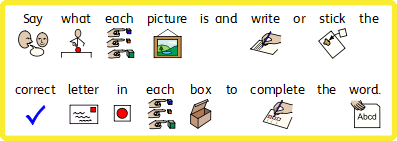 Say what each picture is and write or stick the
correct letter in each box to complete the word.
Abcd